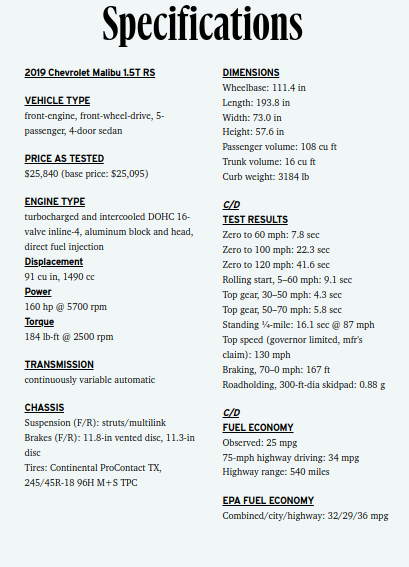 Specifications
2019 Chevrolet Malibu 1.5T RS
VEHICLE TYPE
front-engine, front-wheel-drive, 5-
passenger, 4-door sedan
PRICE AS TESTED
$25,840 (base price: $25,095)
ENGINE TYPE
turbocharged and intercooled DOHC 16-
valve inline-4, aluminum block and head,
direct fuel injection
Displacement
91 cu in, 1490 cc
Power
160 hp @ 5700 rpm
Torque
184 lb-ft @ 2500 rpm
TRANSMISSION
continuously variable automatic
CHASSIS
Suspension (F/R): struts/multilink
Brakes (F/R): 11.8-in vented disc, 11.3-in
disc
Tires: Continental ProContact TX,
245/45R-18 96H M+S TPC
DIMENSIONS
Wheelbase: 111.4 in
Length: 193.8 in
Width: 73.0 in
Height: 57.6 in
Passenger volume: 108 cu ft
Trunk volume: 16 cu ft
Curb weight: 3184 lb
C/D
TEST RESULTS
Zero to 60 mph: 7.8 sec
Zero to 100 mph: 22.3 sec
Zero to 120 mph: 41.6 sec
Rolling start, 5–60 mph: 9.1 sec
Top gear, 30–50 mph: 4.3 sec
Top gear, 50–70 mph: 5.8 sec
Standing ¼-mile: 16.1 sec @ 87 mph
Top speed (governor limited, mfr's
claim): 130 mph
Braking, 70–0 mph: 167 ft
Roadholding, 300-ft-dia skidpad: 0.88 g
C/D
FUEL ECONOMY
Observed: 25 mpg
75-mph highway driving: 34 mpg
Highway range: 540 miles
EPA FUEL ECONOMY
Combined/city/highway: 32/29/36 mpg